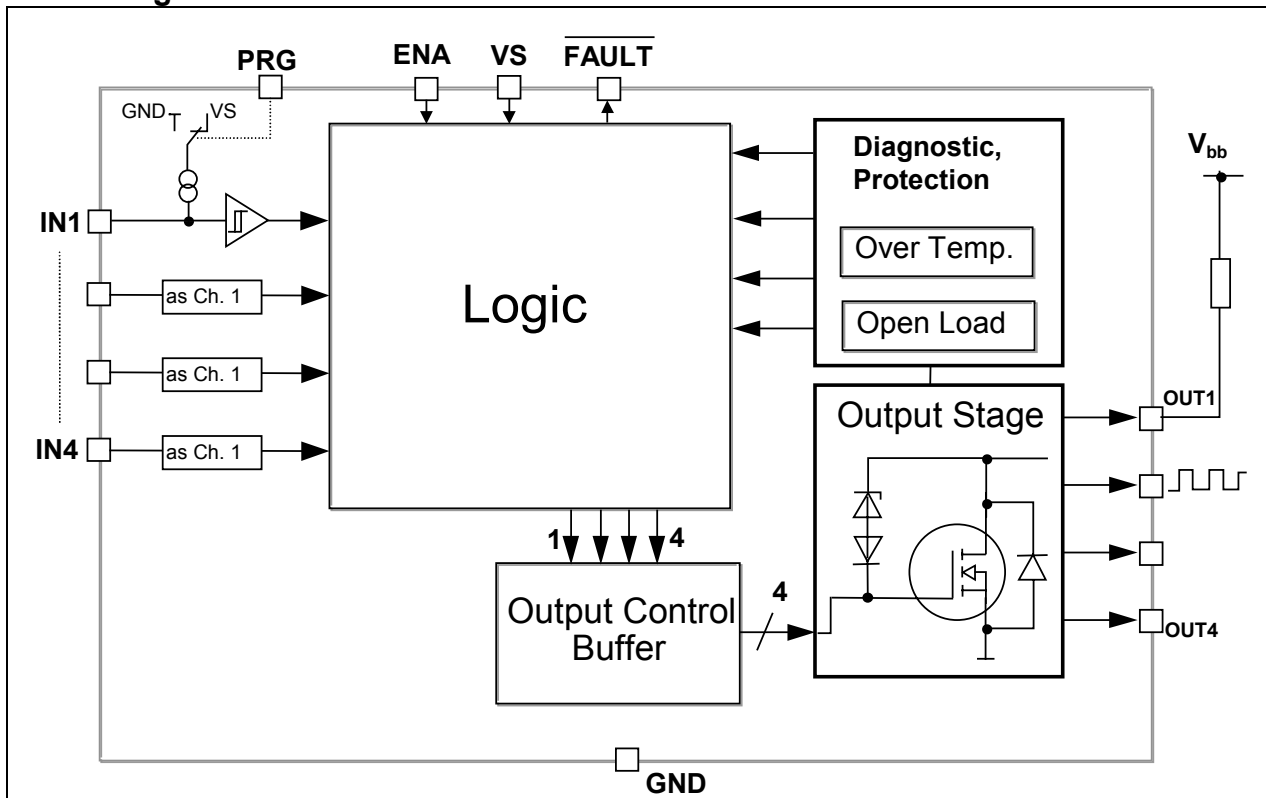 PRG
ENA
VS
FAULT
GND
VS
IN1
as Ch. 1
as Ch. 1
IN4
as Ch. 1
Logic
Diagnostic,
Protection
Over Temp.
Open Load
Vbb
Output Stage
OUT1
OUT4
1
4
Output Control
Buffer
4
GND